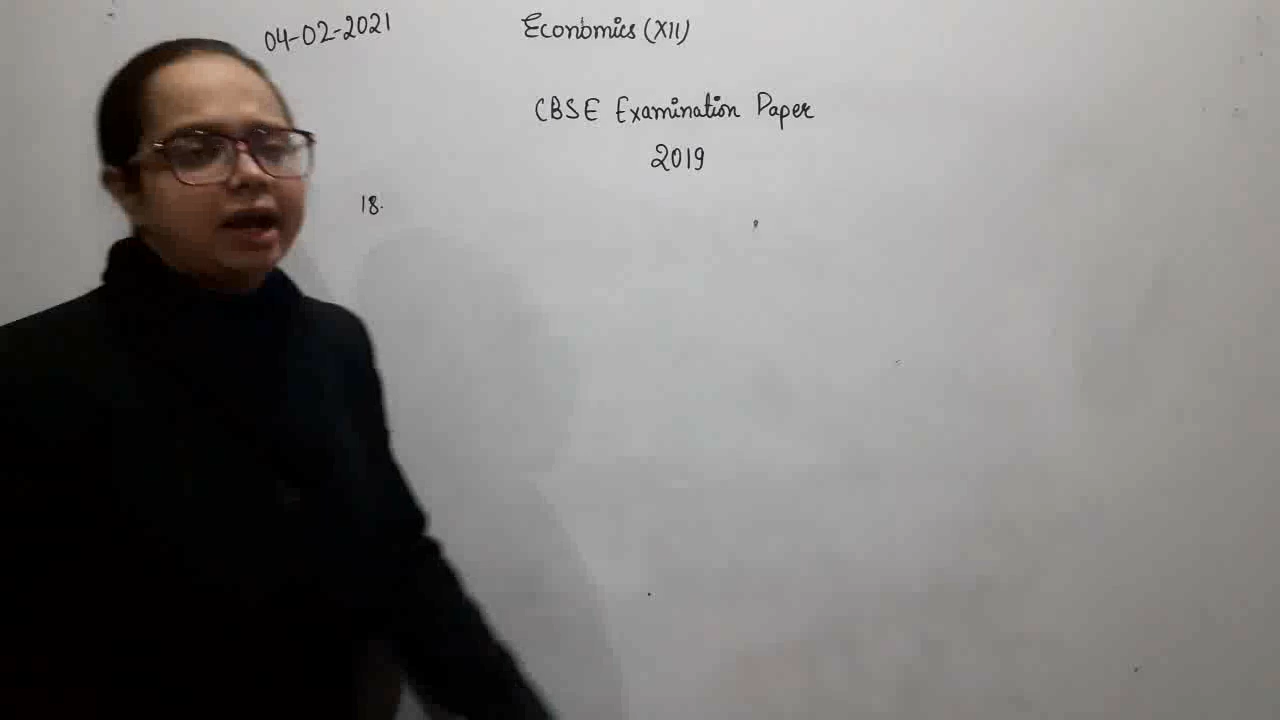 04-02-2021
Economics (XII)
CBSE Examination Paper
2019
18.